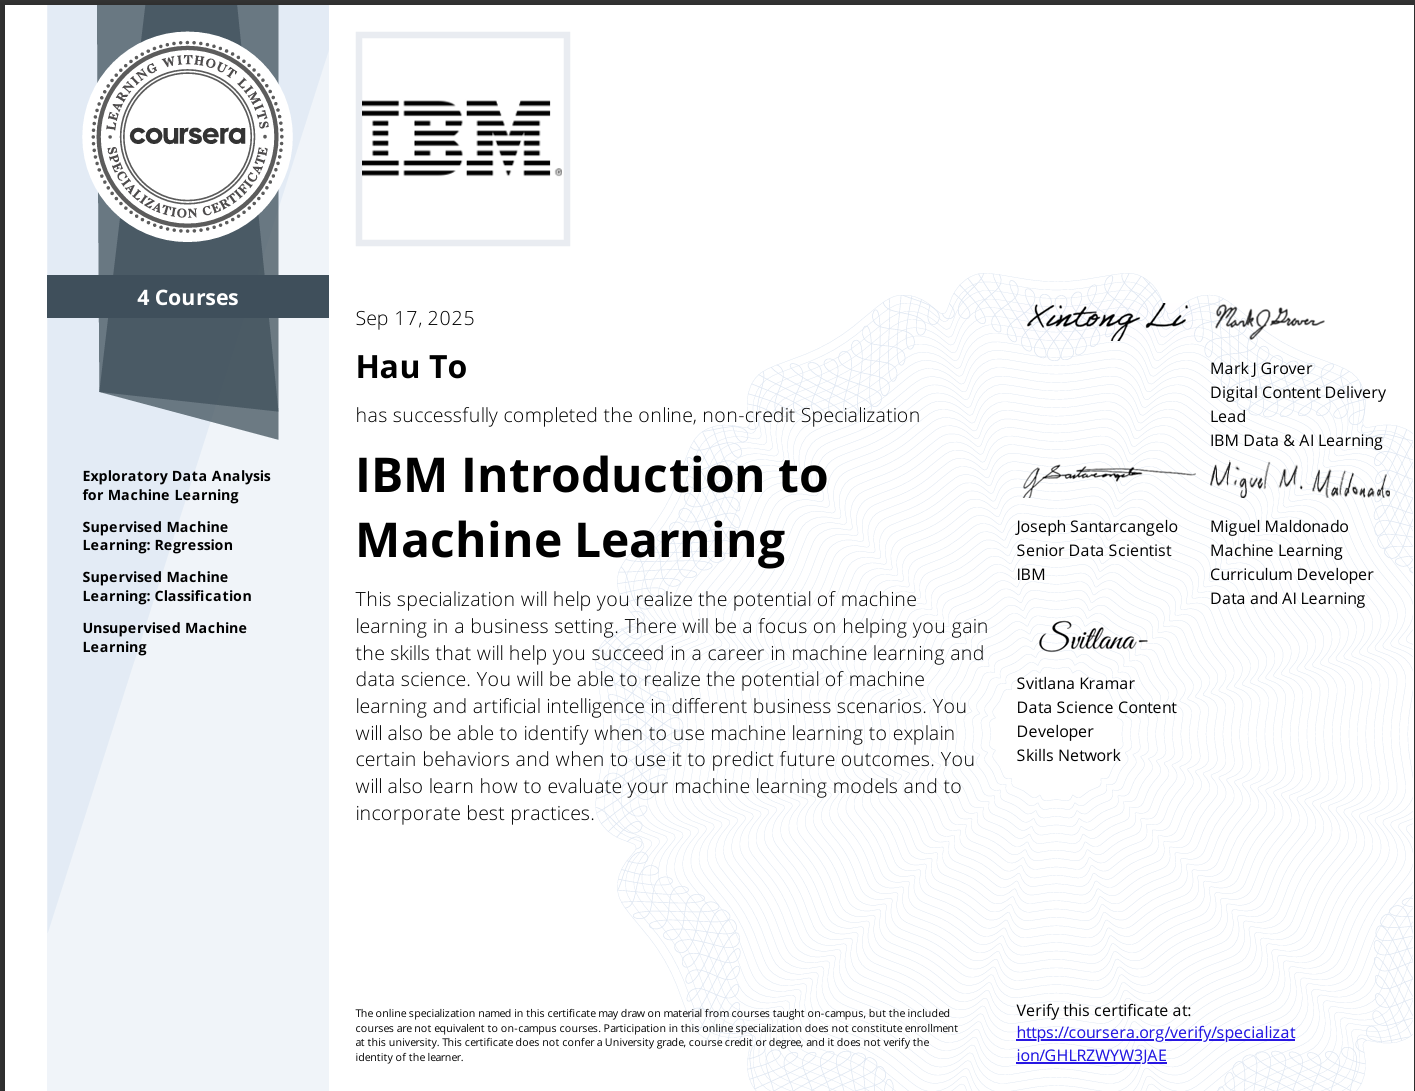 LEARNING WITHOUT LIMITS
coursera
SPECIALIZATION CERTIFICATE
4 Courses
Exploratory Data Analysis
for Machine Learning
Supervised Machine
Learning: Regression
Supervised Machine
Learning: Classification
Unsupervised Machine
Learning
IBM®
Sep 17, 2025
Hau To
has successfully completed the online, non-credit Specialization
IBM Introduction to
Machine Learning
This specialization will help you realize the potential of machine
learning in a business setting. There will be a focus on helping you gain
the skills that will help you succeed in a career in machine learning and
data science. You will be able to realize the potential of machine
learning and artificial intelligence in different business scenarios. You
will also be able to identify when to use machine learning to explain
certain behaviors and when to use it to predict future outcomes. You
will also learn how to evaluate your machine learning models and to
incorporate best practices.
Xintong Li
Mark J Grover
Mark J Grover
Digital Content Delivery
Lead
IBM Data & AI Learning
J Santarcangelo
Joseph Santarcangelo
Senior Data Scientist
IBM
Miguel M. Maldonado
Miguel Maldonado
Machine Learning
Curriculum Developer
Data and AI Learning
Svitlana-
Svitlana Kramar
Data Science Content
Developer
Skills Network
The online specialization named in this certificate may draw on material from courses taught on-campus, but the included
courses are not equivalent to on-campus courses. Participation in this online specialization does not constitute enrollment
at this university. This certificate does not confer a University grade, course credit or degree, and it does not verify the
identity of the learner.
Verify this certificate at:
https://coursera.org/verify/specializat
ion/GHLRZWYW3JAE